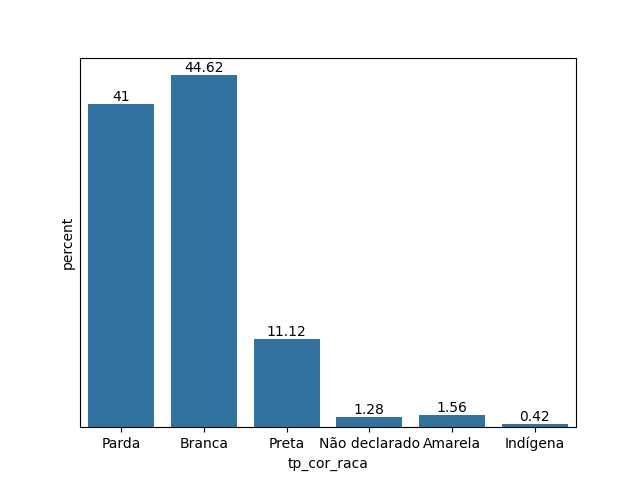 44.62
41
11.12
1.28
1.56
0.42
percent
Parda Branca Preta Não declarado Amarela Indígena
tp_cor_raca